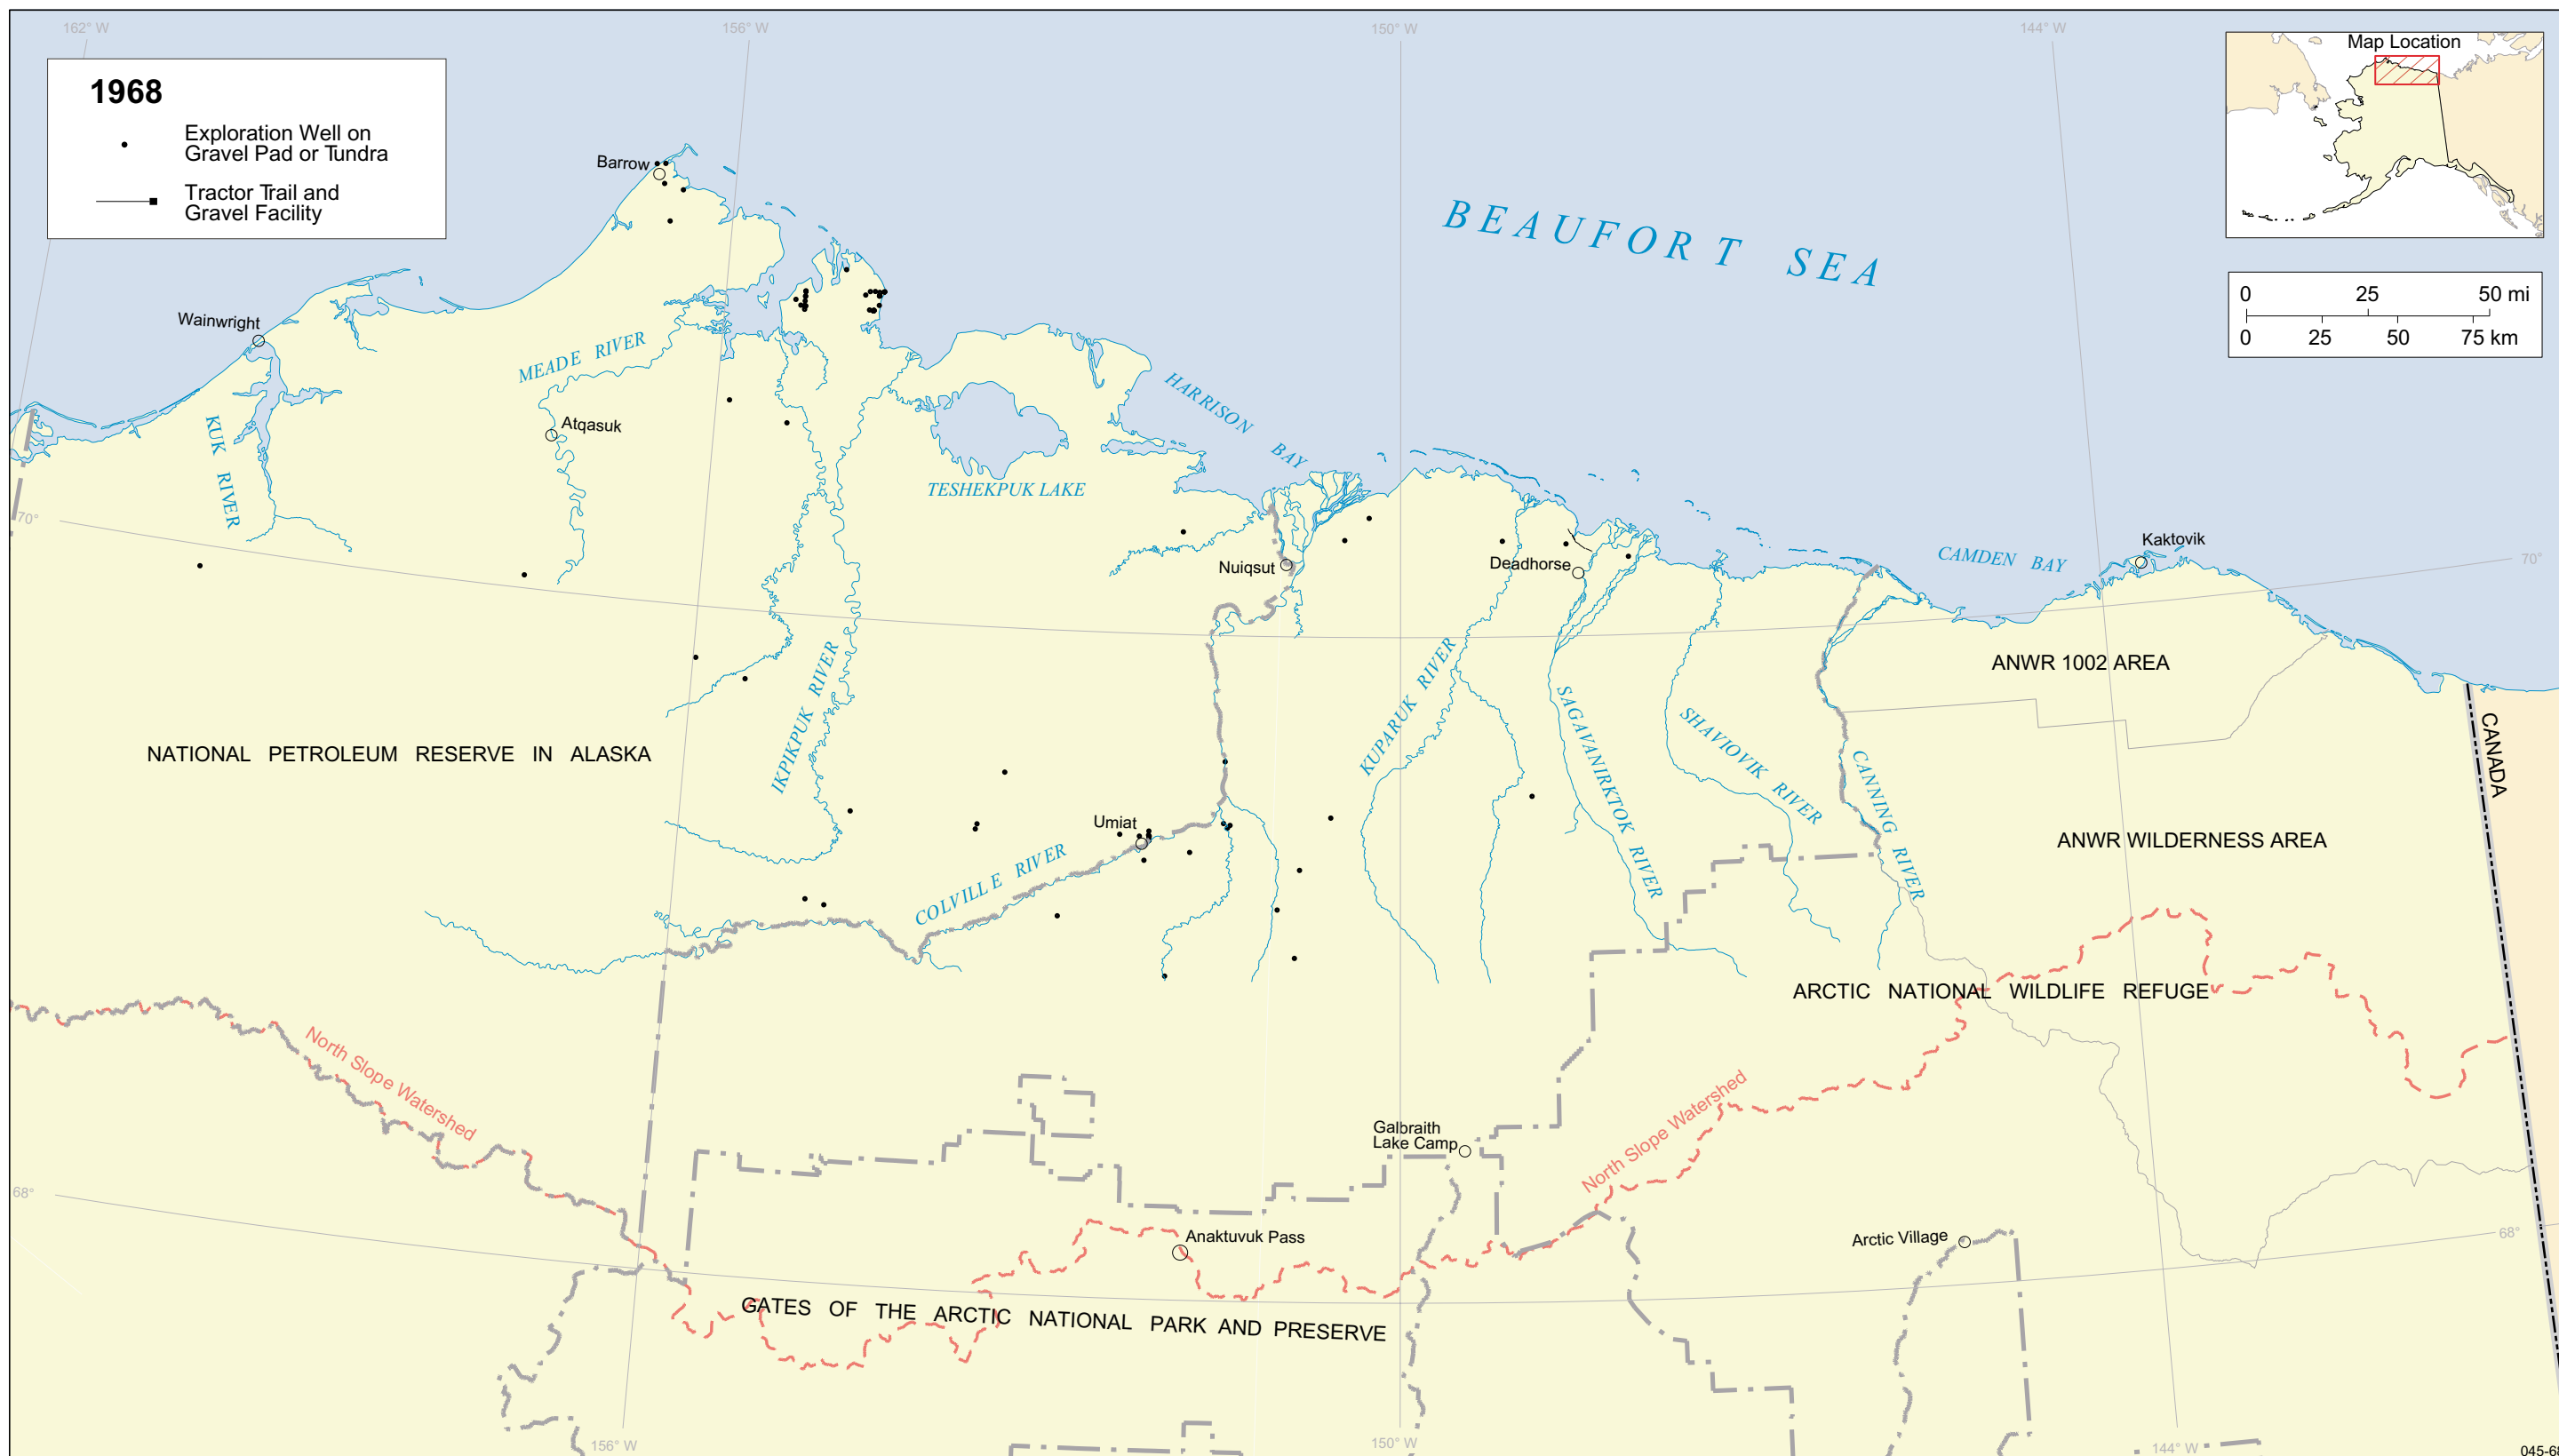 162° W
156° W
150° W
144° W
1968
Exploration Well on
Gravel Pad or Tundra
Tractor Trail and
Gravel Facility
Map Location
0 25 50 mi
0 25 50 75 km
BEAUFORT SEA
Barrow
Wainwright
MEADE RIVER
Atqasuk
KUK RIVER
HARRISON BAY
TESHEKPUK LAKE
70°
Nuiqsut
Deadhorse
CAMDEN BAY
Kaktovik
70°
IKPIKPUK RIVER
KUPARUK RIVER
SAGAVANIRKTOK RIVER
SHAVIOVIK RIVER
CANNING RIVER
ANWR 1002 AREA
CANADA
NATIONAL PETROLEUM RESERVE IN ALASKA
Umiat
COLVILLE RIVER
ANWR WILDERNESS AREA
ARCTIC NATIONAL WILDLIFE REFUGE
North Slope Watershed
North Slope Watershed
Galbraith
Lake Camp
68°
Anaktuvuk Pass
Arctic Village
68°
GATES OF THE ARCTIC NATIONAL PARK AND PRESERVE
156° W
150° W
144° W